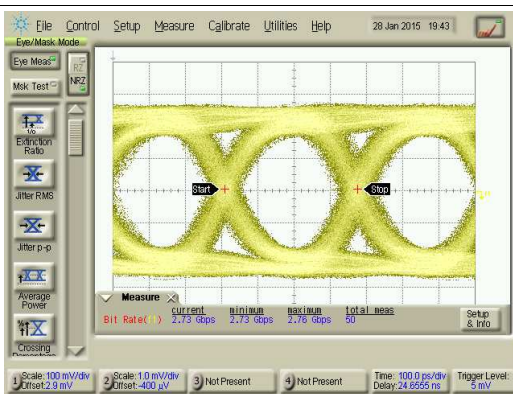 File Control Setup Measure Calibrate Utilities Help 28 Jan 2015 19:43
Eye/Mask Mode
Eye Meas
RZ
NRZ
Msk Test
1/0
Extinction
Ratio
Jitter RMS
Jitter p-p
Average
Power
Crossing
Start
Stop
Measure
current minimum maximum total meas
Bit Rate( ) 2.73 Gbps 2.73 Gbps 2.76 Gbps 50
Setup
& Info
1 Scale: 100 mV/div
Offset: 2.9 mV
2 Scale: 1.0 mV/div
Offset: -400 µV
3 Not Present
4 Not Present
Time: 100.0 ps/div
Delay: 24.6555 ns
Trigger Level:
5 mV